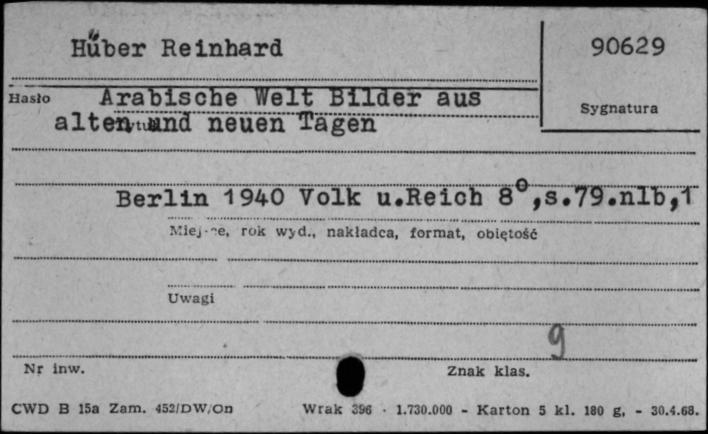 Hüber Reinhard
90629
Hasło Arabische Welt Bilder aus
Sygnatura
alten und neuen Tagen
Berlin 1940 Volk u.Reich 8°,s.79.nlb,1
Miejsce, rok wyd., nakładca, format, objętość
Uwagi
9
Nr inw.
Znak klas.
CWD B 15a Zam. 452/DW/On Wrak 396 · 1.730.000 - Karton 5 kl. 180 g. - 30.4.68.